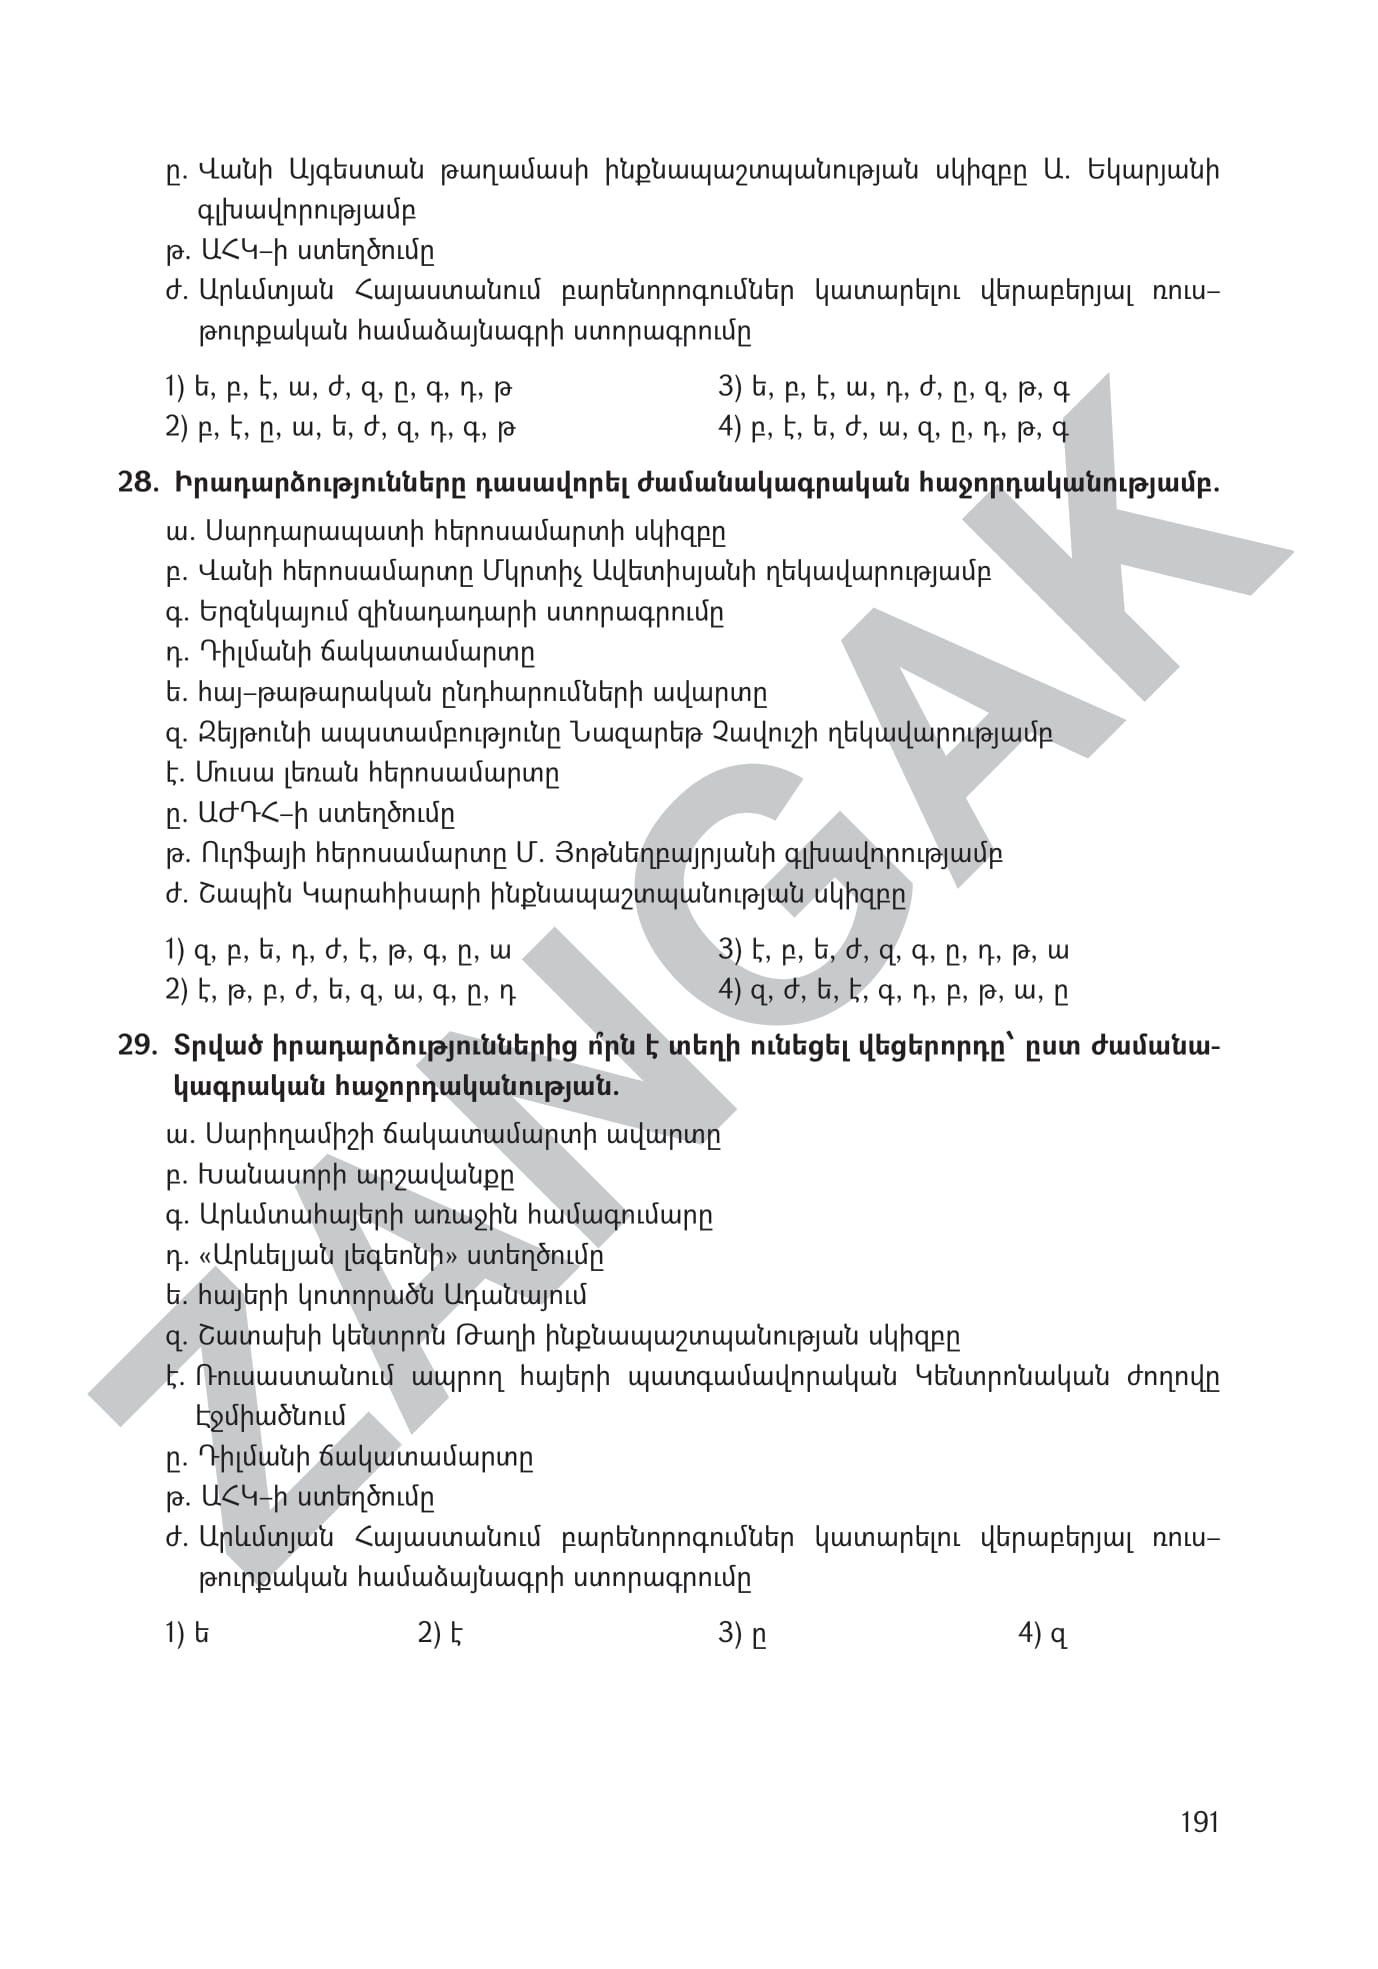 ը. Վանի Այգեստան թաղամասի ինքնապաշտպանության սկիզբը Ա. Եկարյանի
գլխավորությամբ
թ. ԱՀԿ–ի ստեղծումը
ժ. Արևմտյան Հայաստանում բարենորոգումներ կատարելու վերաբերյալ ռուս–
թուրքական համաձայնագրի ստորագրումը
1) ե, բ, է, ա, ժ, զ, ը, գ, դ, թ
3) ե, բ, է, ա, դ, ժ, ը, զ, թ, գ
2) բ, է, ը, ա, ե, ժ, զ, դ, գ, թ
4) բ, է, ե, ժ, ա, զ, ը, դ, թ, գ
28. Իրադարձությունները դասավորել ժամանակագրական հաջորդականությամբ.
ա. Սարդարապատի հերոսամարտի սկիզբը
բ. Վանի հերոսամարտը Մկրտիչ Ավետիսյանի ղեկավարությամբ
գ. Երզնկայում զինադադարի ստորագրումը
դ. Դիլմանի ճակատամարտը
ե. հայ–թաթարական ընդհարումների ավարտը
զ. Զեյթունի ապստամբությունը Նազարեթ Չավուշի ղեկավարությամբ
է. Մուսա լեռան հերոսամարտը
ը. ԱԺԴՀ–ի ստեղծումը
թ. Ուրֆայի հերոսամարտը Մ. Յոթնեղբայրյանի գլխավորությամբ
ժ. Շապին Կարահիսարի ինքնապաշտպանության սկիզբը
1) զ, բ, ե, դ, ժ, է, թ, գ, ը, ա
3) է, բ, ե, ժ, զ, գ, ը, դ, թ, ա
2) է, թ, բ, ժ, ե, զ, ա, գ, ը, դ
4) զ, ժ, ե, է, գ, դ, բ, թ, ա, ը
29. Տրված իրադարձություններից ո՞րն է տեղի ունեցել վեցերորդը՝ ըստ ժամանա-
կագրական հաջորդականության.
ա. Սարիղամիշի ճակատամարտի ավարտը
բ. Խանասորի արշավանքը
գ. Արևմտահայերի առաջին համագումարը
դ. «Արևելյան լեգեոնի» ստեղծումը
ե. հայերի կոտորածն Ադանայում
զ. Շատախի կենտրոն Թաղի ինքնապաշտպանության սկիզբը
է. Ռուսաստանում ապրող հայերի պատգամավորական Կենտրոնական ժողովը
Էջմիածնում
ը. Դիլմանի ճակատամարտը
թ. ԱՀԿ–ի ստեղծումը
ժ. Արևմտյան Հայաստանում բարենորոգումներ կատարելու վերաբերյալ ռուս–
թուրքական համաձայնագրի ստորագրումը
1) ե
2) է
3) ը
4) զ
191
ZANGAK